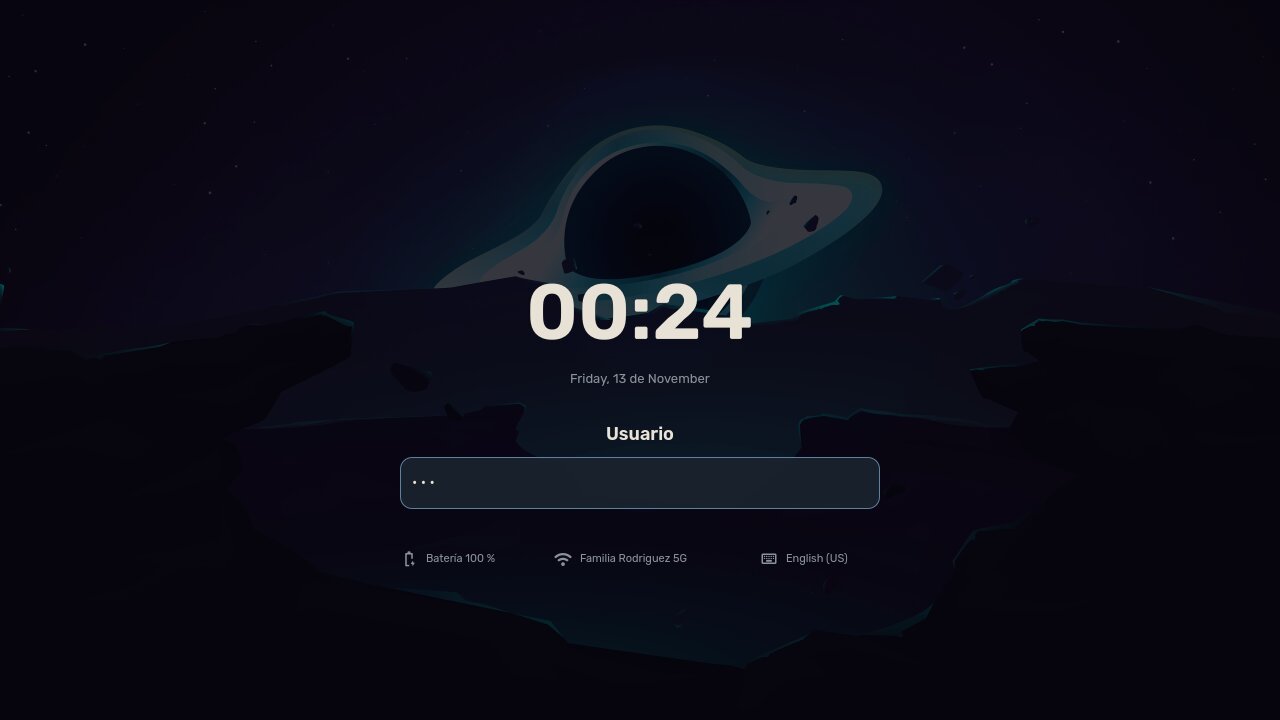 00:24
Friday, 13 de November
Usuario
•••
Batería 100 %
Familia Rodriguez 5G
English (US)